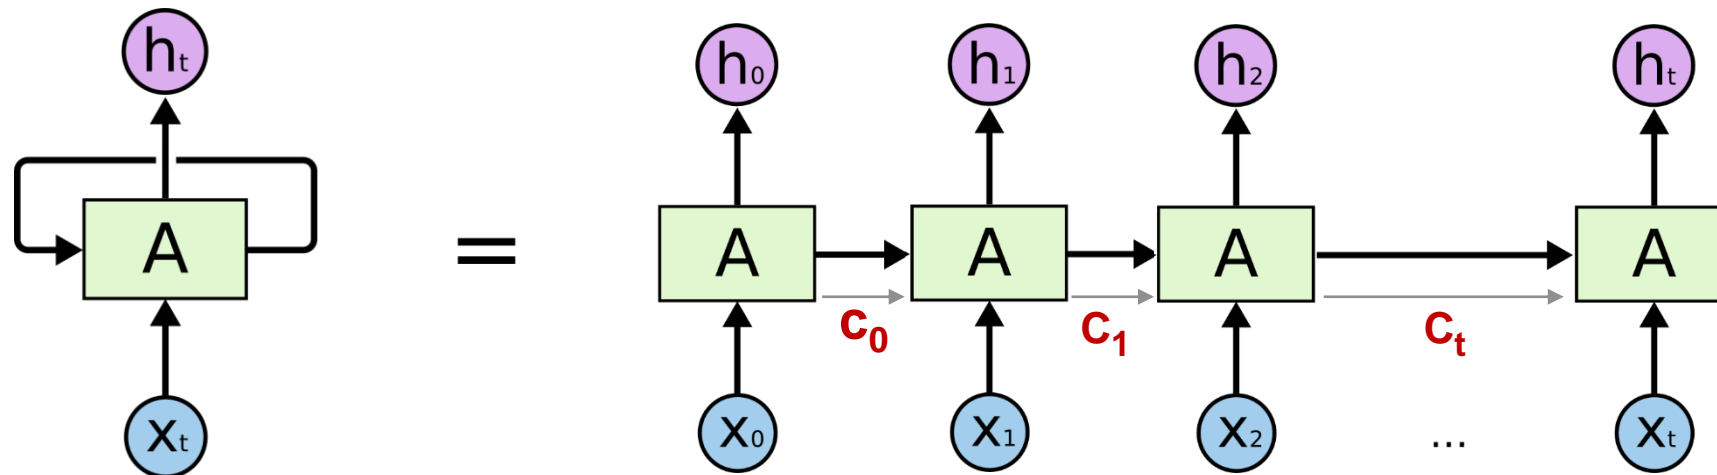 hₜ h₀ h₁ h₂ hₜ
A = A A A A
c₀ C₁ Cₜ
xₜ x₀ x₁ x₂ ... xₜ